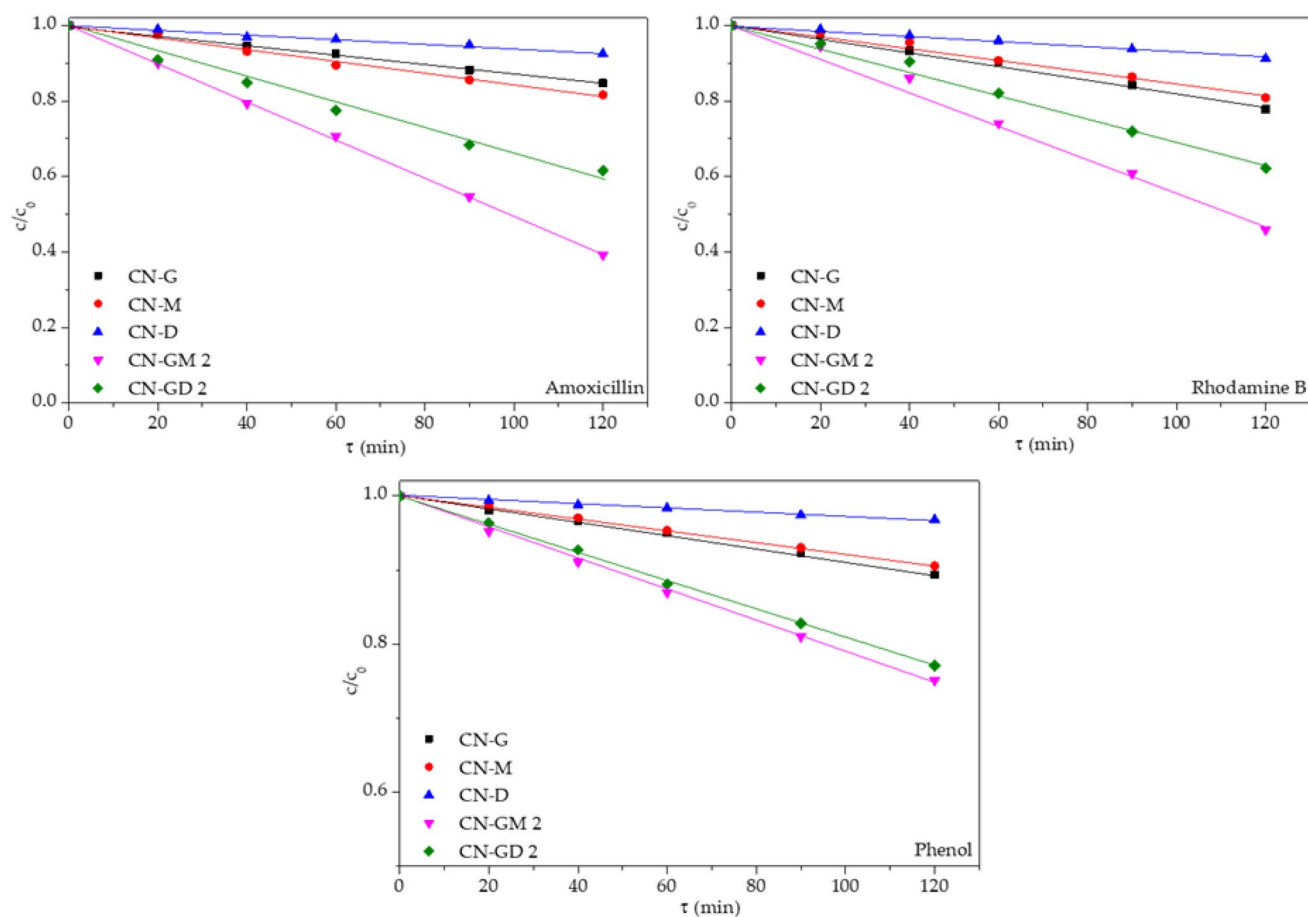 1.0
0.8
0.6
0.4
0.2
0.0
c/c0
CN-G
CN-M
CN-D
CN-GM 2
CN-GD 2
Amoxicillin
0 20 40 60 80 100 120
τ (min)
1.0
0.8
0.6
0.4
0.2
0.0
c/c0
CN-G
CN-M
CN-D
CN-GM 2
CN-GD 2
Rhodamine B
0 20 40 60 80 100 120
τ (min)
1.0
0.8
0.6
c/c0
CN-G
CN-M
CN-D
CN-GM 2
CN-GD 2
Phenol
0 20 40 60 80 100 120
τ (min)